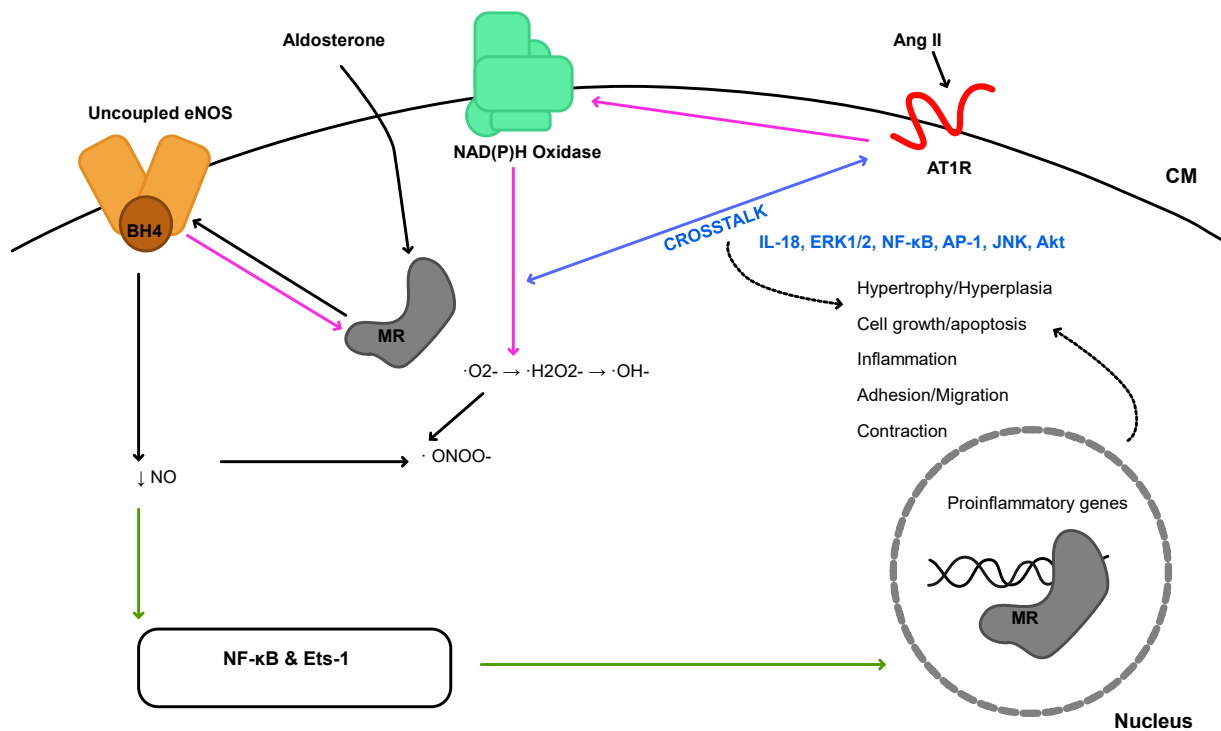 Aldosterone
Ang II
Uncoupled eNOS
NAD(P)H Oxidase
AT1R
CM
BH4
CROSSTALK
IL-18, ERK1/2, NF-κB, AP-1, JNK, Akt
Hypertrophy/Hyperplasia
Cell growth/apoptosis
Inflammation
Adhesion/Migration
Contraction
MR
·O2- → ·H2O2- → ·OH-
· ONOO-
↓ NO
Proinflammatory genes
MR
NF-κB & Ets-1
Nucleus